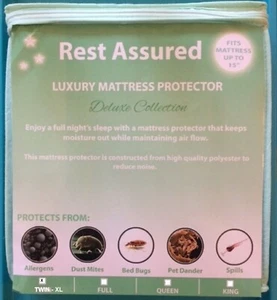 Rest Assured
FITS
MATTRESS
UP TO
15"
LUXURY MATTRESS PROTECTOR
Deluxe Collection
Enjoy a full night's sleep with a mattress protector that keeps
moisture out while maintaining air flow.
This mattress protector is constructed from high quality polyester to
reduce noise.
PROTECTS FROM:
Allergens Dust Mites Bed Bugs Pet Dander Spills
TWIN - XL FULL QUEEN KING